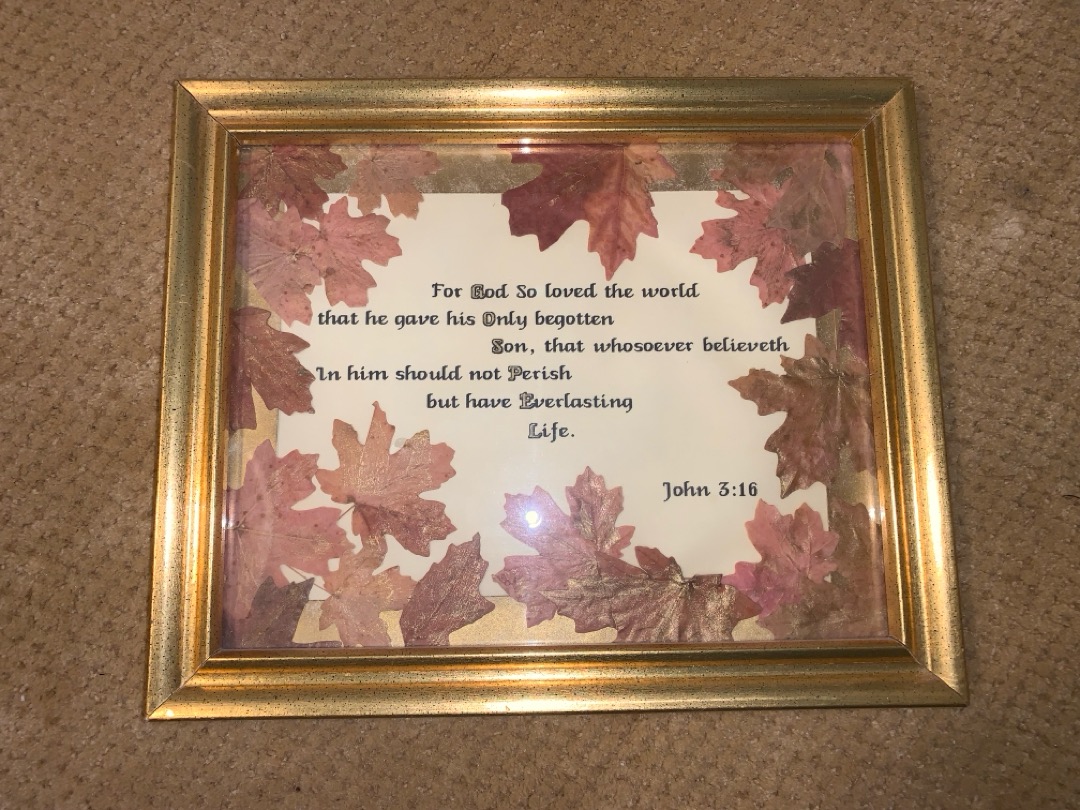 For God So loved the world
that he gave his Only begotten
Son, that whosoever believeth
In him should not Perish
but have Everlasting
Life.
John 3:16